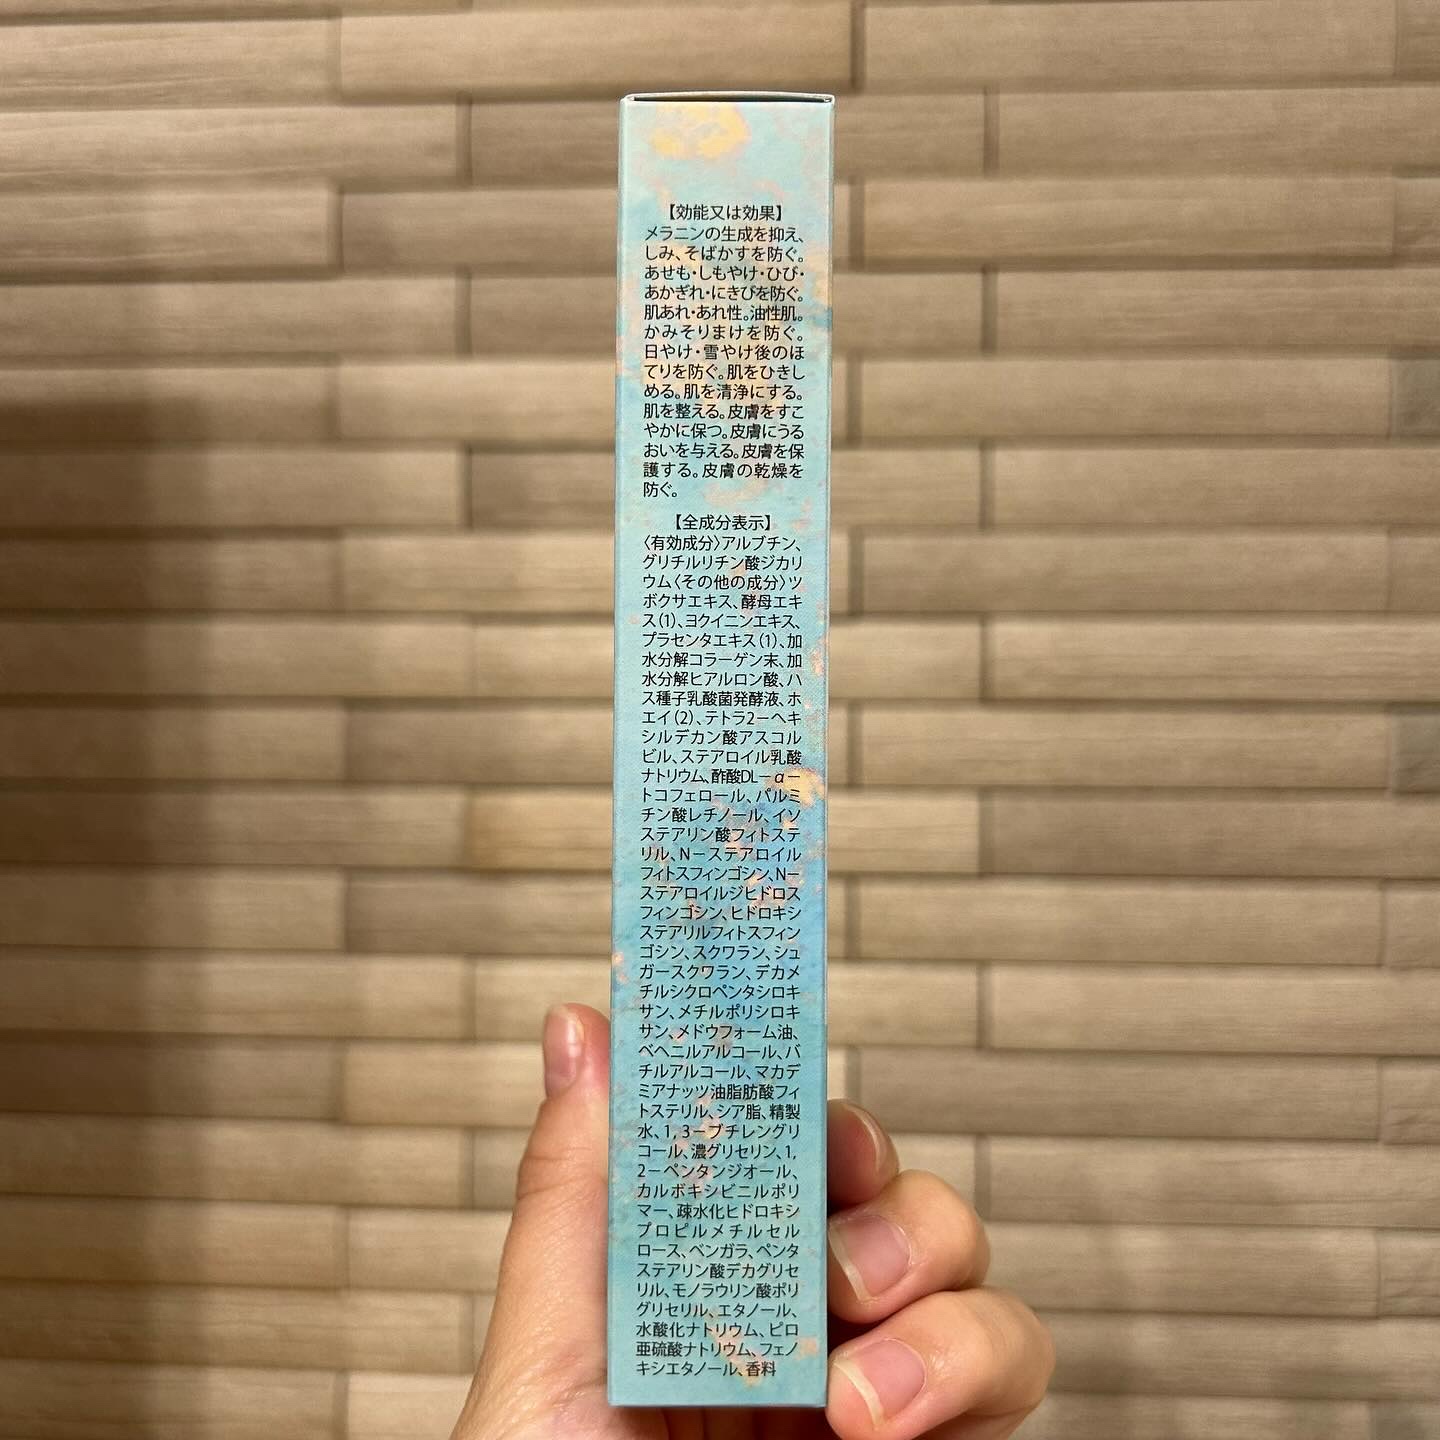 【効能又は効果】
メラニンの生成を抑え、
しみ、そばかすを防ぐ。
あせも・しもやけ・ひび・
あかぎれ・にきびを防ぐ。
肌あれ・あれ性。油性肌。
かみそりまけを防ぐ。
日やけ・雪やけ後のほ
てりを防ぐ。肌をひきし
める。肌を清浄にする。
肌を整える。皮膚をすこ
やかに保つ。皮膚にうる
おいを与える。皮膚を保
護する。皮膚の乾燥を
防ぐ。
【全成分表示】
〈有効成分〉アルブチン、
グリチルリチン酸ジカリ
ウム〈その他の成分〉ツ
ボクサエキス、酵母エキ
ス(1)、ヨクイニンエキス、
プラセンタエキス(1)、加
水分解コラーゲン末、加
水分解ヒアルロン酸、ハ
ス種子乳酸菌発酵液、ホ
エイ(2)、テトラ2－ヘキ
シルデカン酸アスコル
ビル、ステアロイル乳酸
ナトリウム、酢酸DL－α－
トコフェロール、パルミ
チン酸レチノール、イソ
ステアリン酸フィトステ
リル、N－ステアロイル
フィトスフィンゴシン、N－
ステアロイルジヒドロス
フィンゴシン、ヒドロキシ
ステアリルフィトスフィン
ゴシン、スクワラン、シュ
ガースクワラン、デカメ
チルシクロペンタシロキ
サン、メチルポリシロキ
サン、メドウフォーム油、
ベヘニルアルコール、バ
チルアルコール、マカデ
ミアナッツ油脂肪酸フィ
トステリル、シア脂、精製
水、1,3－ブチレングリ
コール、濃グリセリン、1,
2－ペンタンジオール、
カルボキシビニルポリ
マー、疎水化ヒドロキシ
プロピルメチルセル
ロース、ベンガラ、ペンタ
ステアリン酸デカグリセ
リル、モノラウリン酸ポリ
グリセリル、エタノール、
水酸化ナトリウム、ピロ
亜硫酸ナトリウム、フェノ
キシエタノール、香料